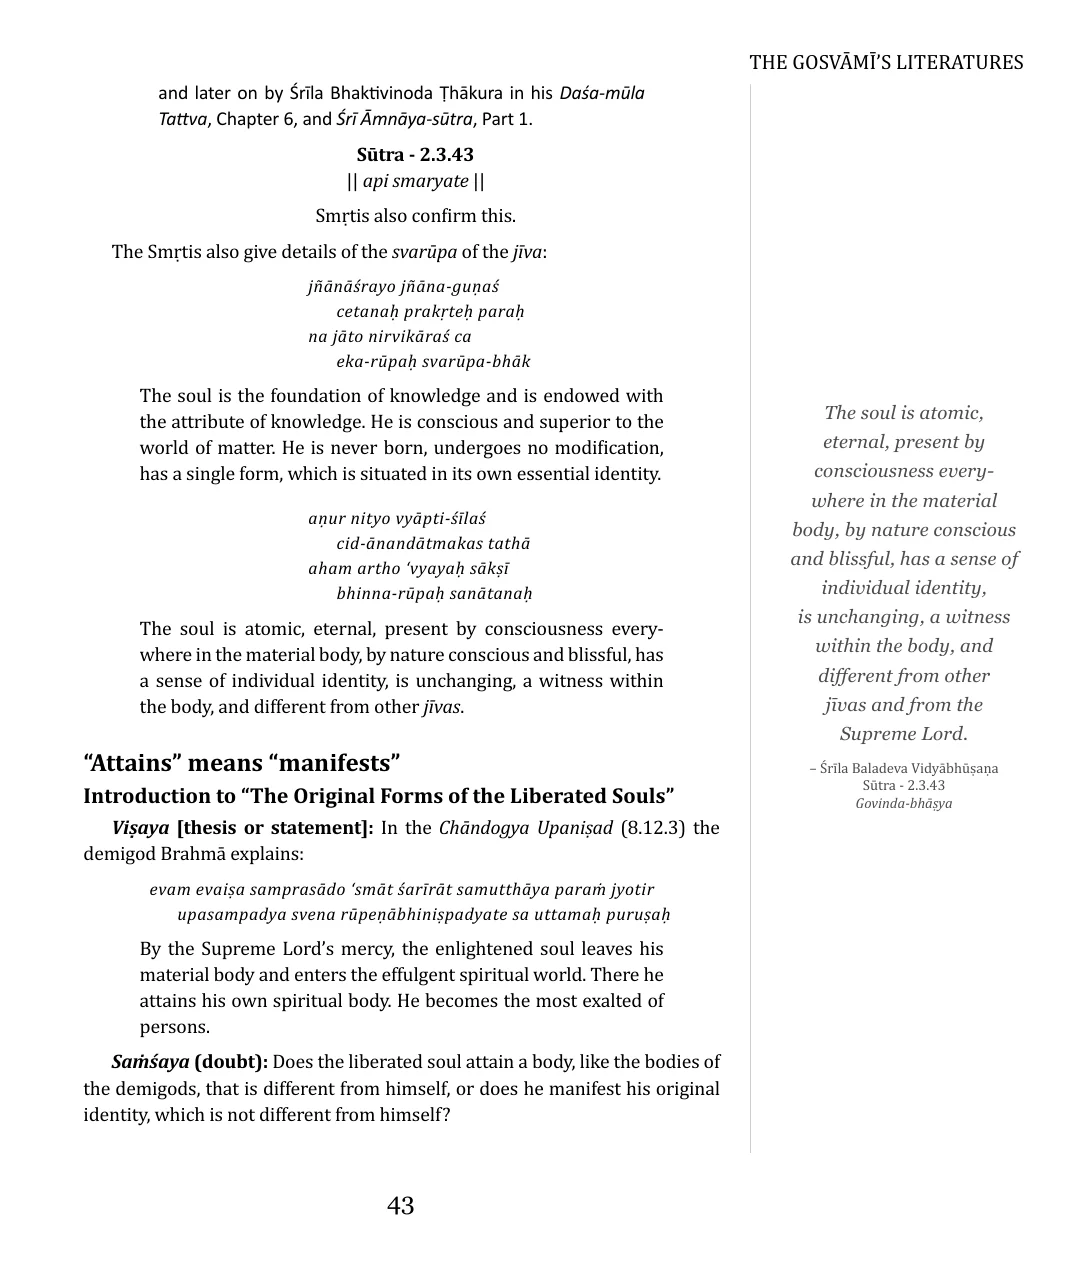 THE GOSVĀMĪ’S LITERATURES
and later on by Śrīla Bhaktivinoda Ṭhākura in his Daśa-mūla
Tattva, Chapter 6, and Śrī Āmnāya-sūtra, Part 1.
Sūtra - 2.3.43
|| api smaryate ||
Smṛtis also confirm this.
The Smṛtis also give details of the svarūpa of the jīva:
jñānāśrayo jñāna-guṇaś
cetanaḥ prakṛteḥ paraḥ
na jāto nirvikāraś ca
eka-rūpaḥ svarūpa-bhāk
The soul is the foundation of knowledge and is endowed with
the attribute of knowledge. He is conscious and superior to the
world of matter. He is never born, undergoes no modification,
has a single form, which is situated in its own essential identity.
aṇur nityo vyāpti-śīlaś
cid-ānandātmakas tathā
aham artho ‘vyayaḥ sākṣī
bhinna-rūpaḥ sanātanaḥ
The soul is atomic, eternal, present by consciousness every-
where in the material body, by nature conscious and blissful, has
a sense of individual identity, is unchanging, a witness within
the body, and different from other jīvas.
“Attains” means “manifests”
Introduction to “The Original Forms of the Liberated Souls”
Viṣaya [thesis or statement]: In the Chāndogya Upaniṣad (8.12.3) the
demigod Brahmā explains:
evam evaiṣa samprasādo ‘smāt śarīrāt samutthāya paraṁ jyotir
upasampadya svena rūpeṇābhiniṣpadyate sa uttamaḥ puruṣaḥ
By the Supreme Lord’s mercy, the enlightened soul leaves his
material body and enters the effulgent spiritual world. There he
attains his own spiritual body. He becomes the most exalted of
persons.
Saṁśaya (doubt): Does the liberated soul attain a body, like the bodies of
the demigods, that is different from himself, or does he manifest his original
identity, which is not different from himself?
The soul is atomic,
eternal, present by
consciousness every-
where in the material
body, by nature conscious
and blissful, has a sense of
individual identity,
is unchanging, a witness
within the body, and
different from other
jīvas and from the
Supreme Lord.
– Śrīla Baladeva Vidyābhūṣaṇa
Sūtra - 2.3.43
Govinda-bhāṣya
43